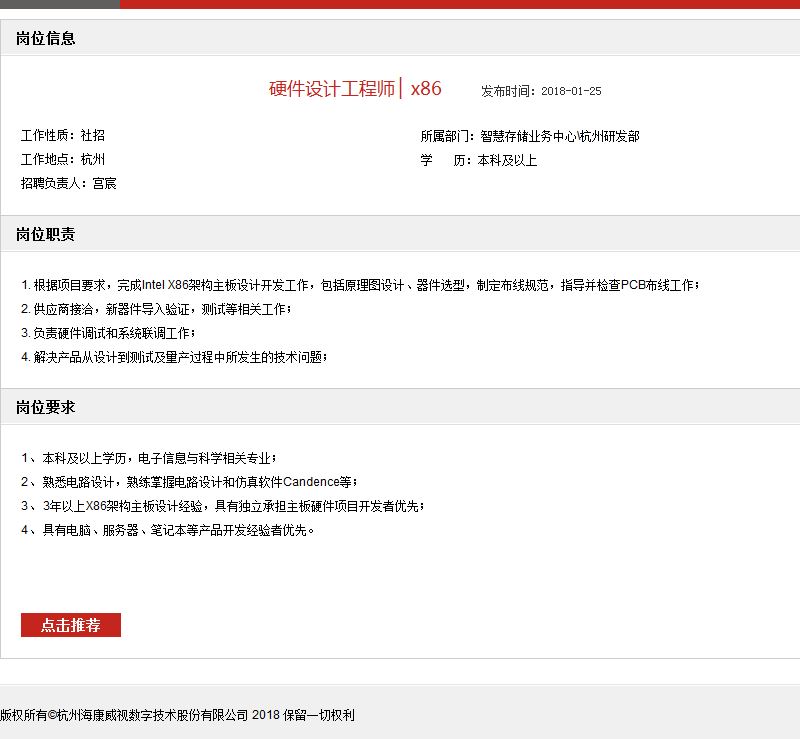 岗位信息
硬件设计工程师| x86 发布时间：2018-01-25
工作性质：社招 所属部门：智慧存储业务中心\杭州研发部
工作地点：杭州 学 历：本科及以上
招聘负责人：宫宸
岗位职责
1. 根据项目要求，完成Intel X86架构主板设计开发工作，包括原理图设计、器件选型，制定布线规范，指导并检查PCB布线工作；
2. 供应商接洽，新器件导入验证，测试等相关工作；
3. 负责硬件调试和系统联调工作；
4. 解决产品从设计到测试及量产过程中所发生的技术问题；
岗位要求
1、本科及以上学历，电子信息与科学相关专业；
2、熟悉电路设计，熟练掌握电路设计和仿真软件Candence等；
3、3年以上X86架构主板设计经验，具有独立承担主板硬件项目开发者优先；
4、具有电脑、服务器、笔记本等产品开发经验者优先。
点击推荐
版权所有©杭州海康威视数字技术股份有限公司 2018 保留一切权利